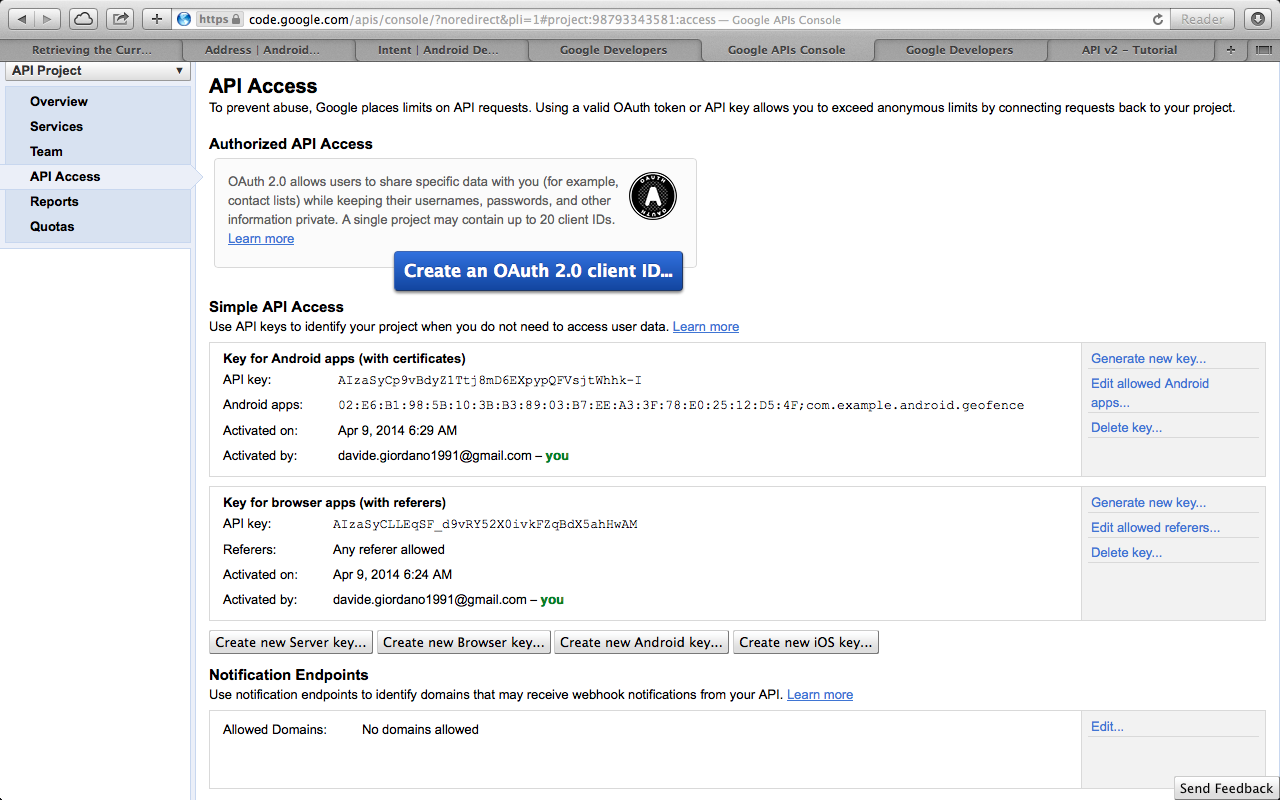 https code.google.com/apis/console/?noredirect&pli=1#project:98793343581:access — Google APIs Console
Reader
Retrieving the Curr...
Address | Android...
Intent | Android De...
Google Developers
Google APIs Console
Google Developers
API v2 – Tutorial
+
API Project
Overview
Services
Team
API Access
Reports
Quotas
API Access
To prevent abuse, Google places limits on API requests. Using a valid OAuth token or API key allows you to exceed anonymous limits by connecting requests back to your project.
Authorized API Access
OAuth 2.0 allows users to share specific data with you (for example,
contact lists) while keeping their usernames, passwords, and other
information private. A single project may contain up to 20 client IDs.
Learn more
OAUTH
A
OAUTH
Create an OAuth 2.0 client ID...
Simple API Access
Use API keys to identify your project when you do not need to access user data. Learn more
Key for Android apps (with certificates)
API key: AIzaSyCp9vBdyZlTtj8mD6EXpypQFVsjtWhhk-I
Android apps: 02:E6:B1:98:5B:10:3B:B3:89:03:B7:EE:A3:3F:78:E0:25:12:D5:4F;com.example.android.geofence
Activated on: Apr 9, 2014 6:29 AM
Activated by: davide.giordano1991@gmail.com – you
Generate new key...
Edit allowed Android
apps...
Delete key...
Key for browser apps (with referers)
API key: AIzaSyCLLEqSF_d9vRY52X0ivkFZqBdX5ahHwAM
Referers: Any referer allowed
Activated on: Apr 9, 2014 6:24 AM
Activated by: davide.giordano1991@gmail.com – you
Generate new key...
Edit allowed referers...
Delete key...
Create new Server key...
Create new Browser key...
Create new Android key...
Create new iOS key...
Notification Endpoints
Use notification endpoints to identify domains that may receive webhook notifications from your API. Learn more
Allowed Domains: No domains allowed
Edit...
Send Feedback